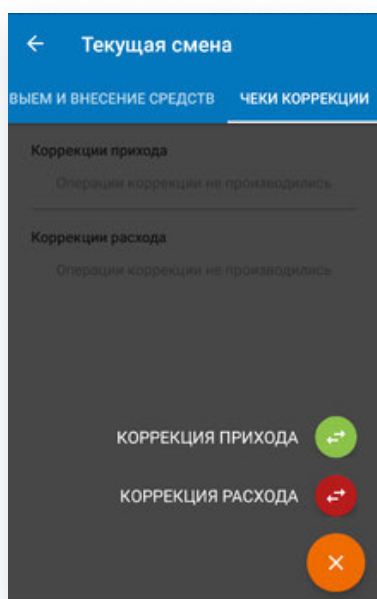 Текущая смена
ВЫЕМ И ВНЕСЕНИЕ СРЕДСТВ ЧЕКИ КОРРЕКЦИИ
Коррекции прихода
Операции коррекции не производились
Коррекции расхода
Операции коррекции не производились
КОРРЕКЦИЯ ПРИХОДА
КОРРЕКЦИЯ РАСХОДА